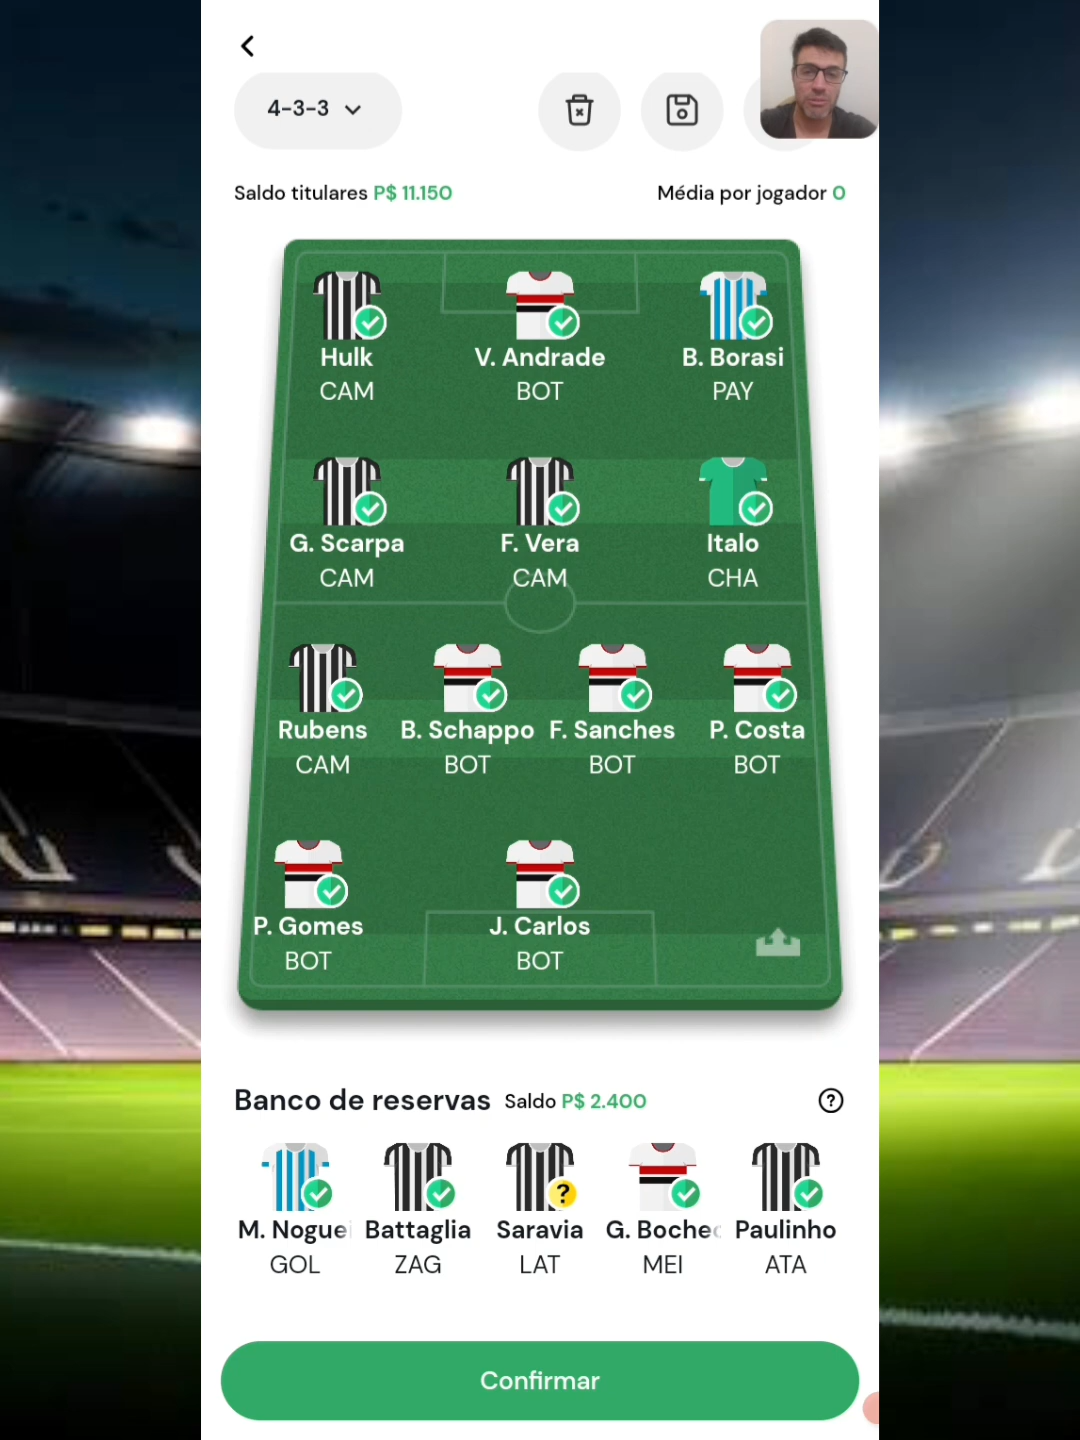 4-3-3
Saldo titulares P$ 11.150
Média por jogador 0
Hulk
CAM
V. Andrade
BOT
B. Borasi
PAY
G. Scarpa
CAM
F. Vera
CAM
Italo
CHA
Rubens
CAM
B. Schappo
BOT
F. Sanches
BOT
P. Costa
BOT
P. Gomes
BOT
J. Carlos
BOT
Banco de reservas Saldo P$ 2.400 ?
?
M. Noguei
GOL
Battaglia
ZAG
Saravia
LAT
G. Bochec
MEI
Paulinho
ATA
Confirmar